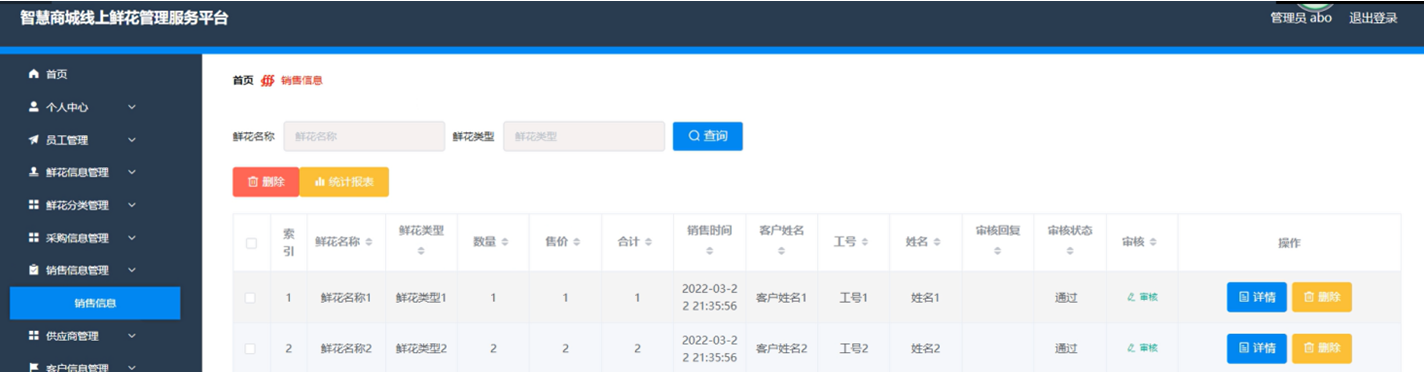 智慧商城线上鲜花管理服务平台
管理员 abo 退出登录
首页
个人中心
员工管理
鲜花信息管理
鲜花分类管理
采购信息管理
销售信息管理
销售信息
供应商管理
客户信息管理
首页 销售信息
鲜花名称 鲜花名称 鲜花类型 鲜花类型 查询
删除 统计报表
索引 鲜花名称 鲜花类型 数量 售价 合计 销售时间 客户姓名 工号 姓名 审核回复 审核状态 审核 操作
1 鲜花名称1 鲜花类型1 1 1 1 2022-03-22 21:35:56 客户姓名1 工号1 姓名1 通过 审核 详情 删除
2 鲜花名称2 鲜花类型2 2 2 2 2022-03-22 21:35:56 客户姓名2 工号2 姓名2 通过 审核 详情 删除